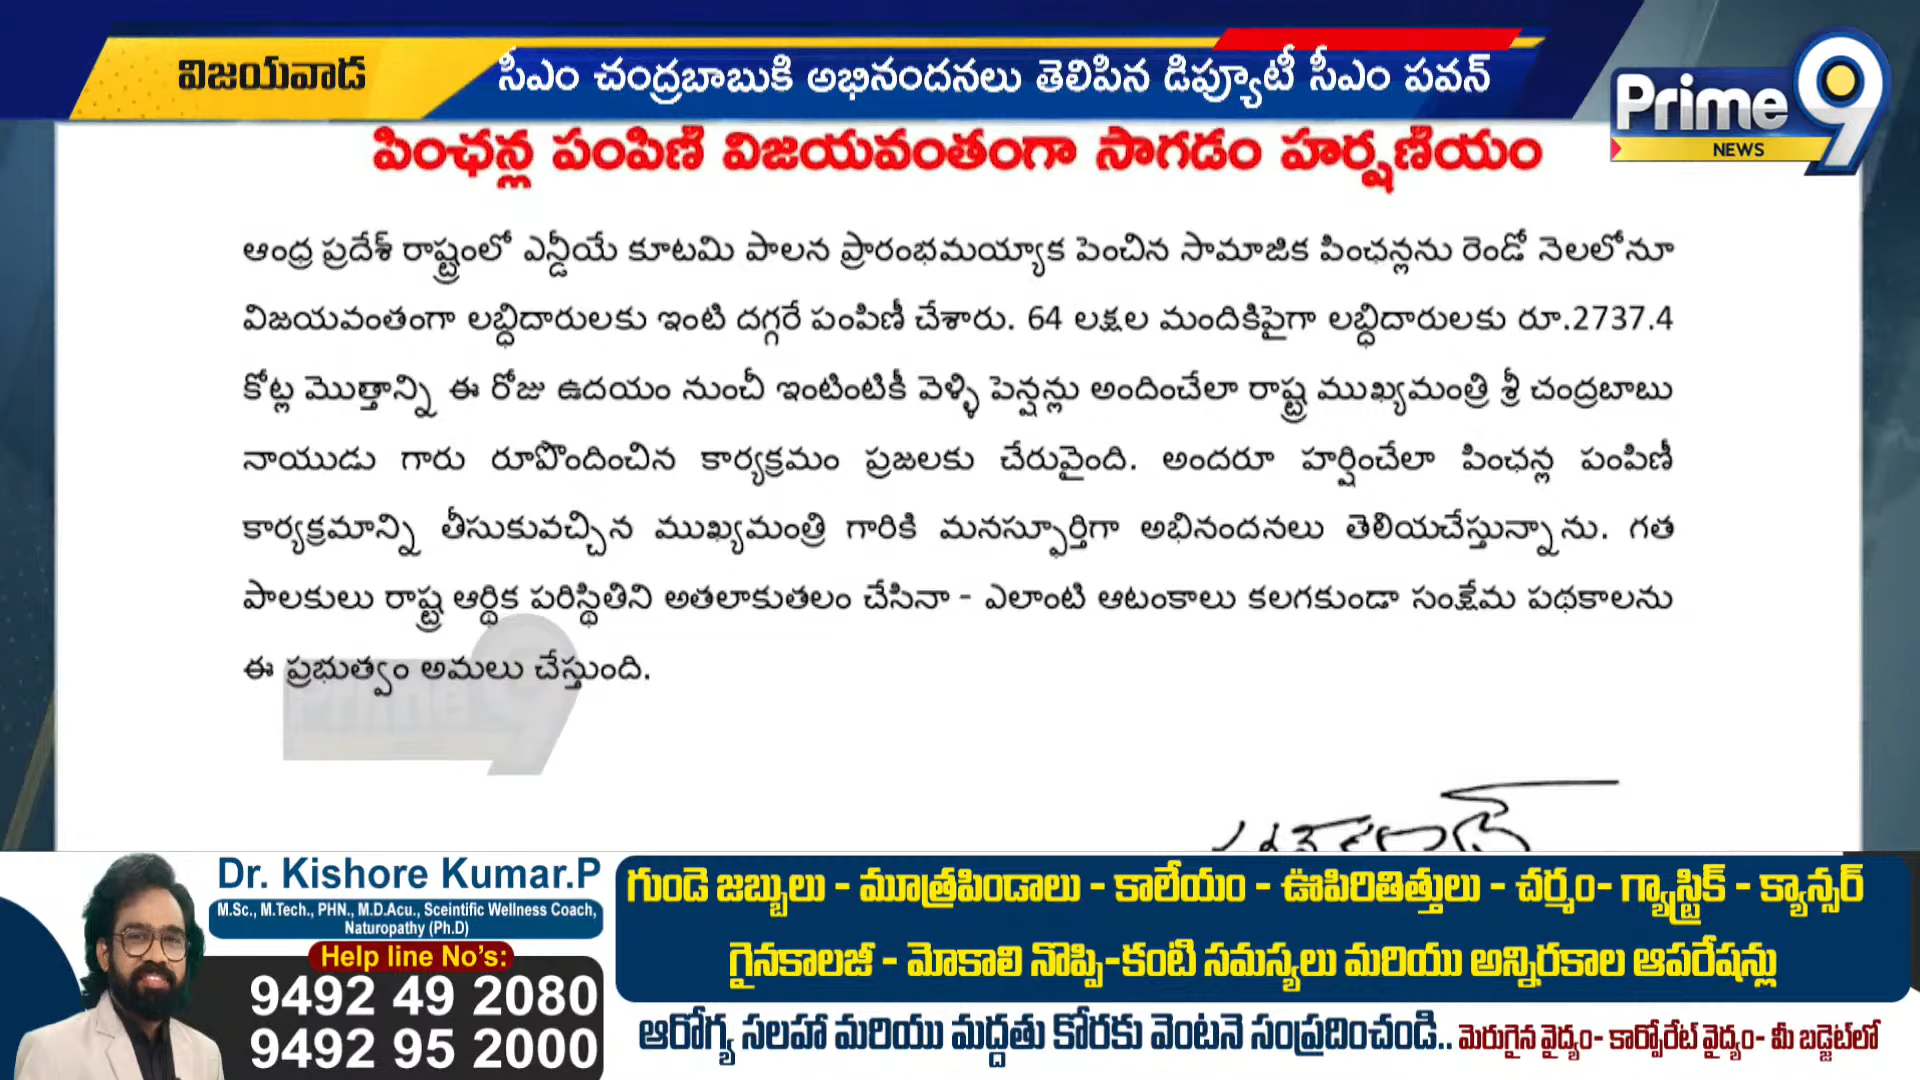 విజయవాడ
సీఎం చంద్రబాబుకి అభినందనలు తెలిపిన డిప్యూటీ సీఎం పవన్
Prime9
NEWS
పింఛన్ల పంపిణీ విజయవంతంగా సాగడం హర్షణీయం
ఆంధ్ర ప్రదేశ్ రాష్ట్రంలో ఎన్డీయే కూటమి పాలన ప్రారంభమయ్యాక పెంచిన సామాజిక పింఛన్లను రెండో నెలలోనూ
విజయవంతంగా లబ్ధిదారులకు ఇంటి దగ్గరే పంపిణీ చేశారు. 64 లక్షల మందికిపైగా లబ్ధిదారులకు రూ.2737.4
కోట్ల మొత్తాన్ని ఈ రోజు ఉదయం నుంచీ ఇంటింటికీ వెళ్ళి పెన్షన్లు అందించేలా రాష్ట్ర ముఖ్యమంత్రి శ్రీ చంద్రబాబు
నాయుడు గారు రూపొందించిన కార్యక్రమం ప్రజలకు చేరువైంది. అందరూ హర్షించేలా పింఛన్ల పంపిణీ
కార్యక్రమాన్ని తీసుకువచ్చిన ముఖ్యమంత్రి గారికి మనస్ఫూర్తిగా అభినందనలు తెలియచేస్తున్నాను. గత
పాలకులు రాష్ట్ర ఆర్థిక పరిస్థితిని అతలాకుతలం చేసినా - ఎలాంటి ఆటంకాలు కలగకుండా సంక్షేమ పథకాలను
ఈ ప్రభుత్వం అమలు చేస్తుంది.
Prime9
Dr. Kishore Kumar.P
M.Sc., M.Tech., PHN., M.D.Acu., Sceintific Wellness Coach,
Naturopathy (Ph.D)
Help line No's:
9492 49 2080
9492 95 2000
గుండె జబ్బులు - మూత్రపిండాలు - కాలేయం - ఊపిరితిత్తులు - చర్మం- గ్యాస్ట్రిక్ - క్యాన్సర్
గైనకాలజీ - మోకాలి నొప్పి-కంటి సమస్యలు మరియు అన్నిరకాల ఆపరేషన్లు
ఆరోగ్య సలహా మరియు మద్దతు కోరకు వెంటనే సంప్రదించండి.. మెరుగైన వైద్యం- కార్పోరేట్ వైద్యం- మీ బడ్జెట్‌లో